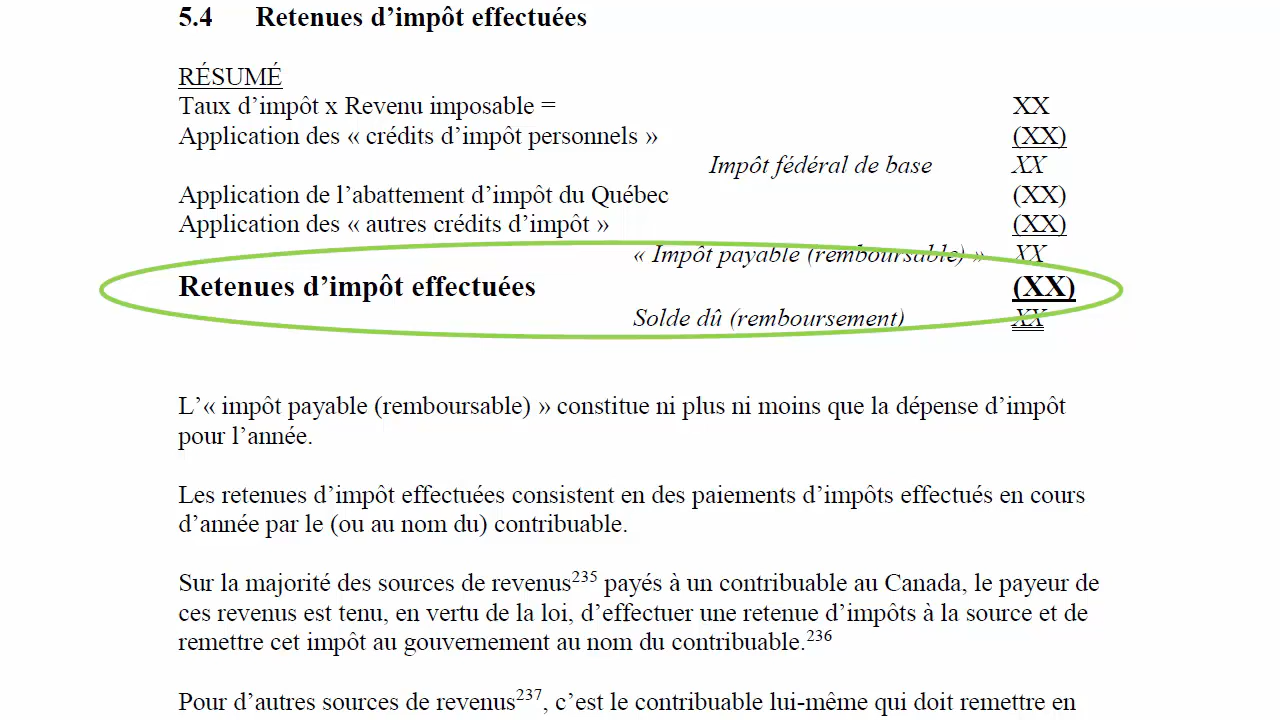 5.4 Retenues d’impôt effectuées
RÉSUMÉ
Taux d’impôt x Revenu imposable = XX
Application des « crédits d’impôt personnels » (XX)
Impôt fédéral de base XX
Application de l’abattement d’impôt du Québec (XX)
Application des « autres crédits d’impôt » (XX)
« Impôt payable (remboursable) » XX
Retenues d’impôt effectuées (XX)
Solde dû (remboursement) XX
L’« impôt payable (remboursable) » constitue ni plus ni moins que la dépense d’impôt
pour l’année.
Les retenues d’impôt effectuées consistent en des paiements d’impôts effectués en cours
d’année par le (ou au nom du) contribuable.
Sur la majorité des sources de revenus235 payés à un contribuable au Canada, le payeur de
ces revenus est tenu, en vertu de la loi, d’effectuer une retenue d’impôts à la source et de
remettre cet impôt au gouvernement au nom du contribuable.236
Pour d’autres sources de revenus237, c’est le contribuable lui-même qui doit remettre en